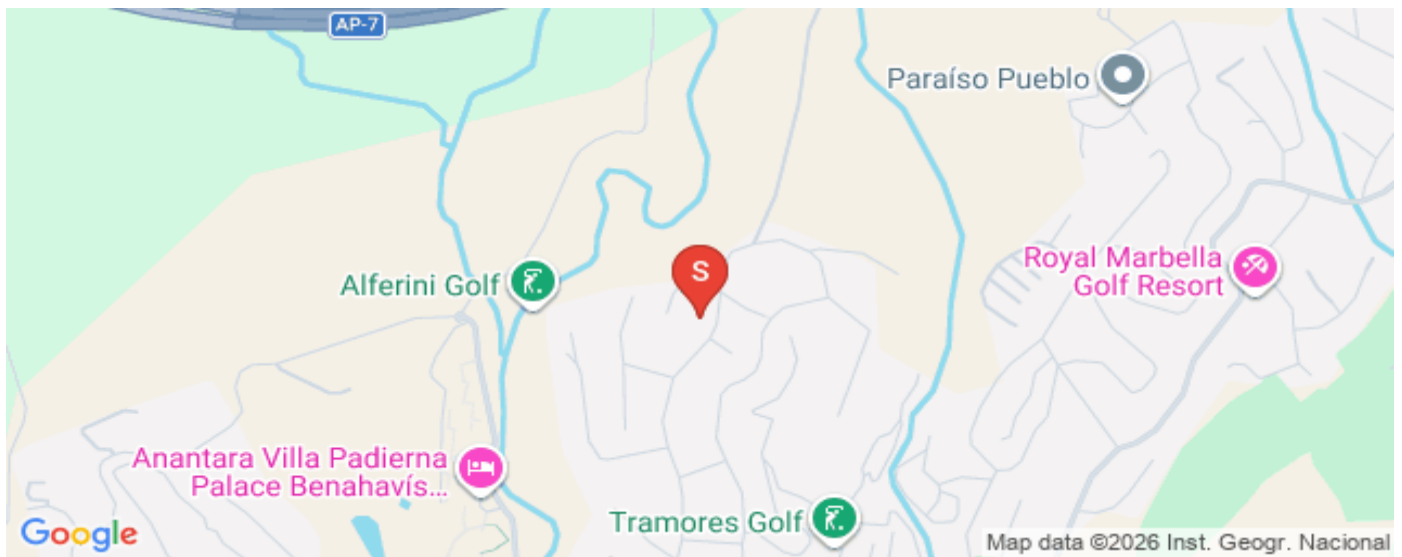 AP-7
Paraíso Pueblo
Royal Marbella
Golf Resort
Alferini Golf
S
Anantara Villa Padierna
Palace Benahavís...
Tramores Golf
Google
Map data ©2026 Inst. Geogr. Nacional